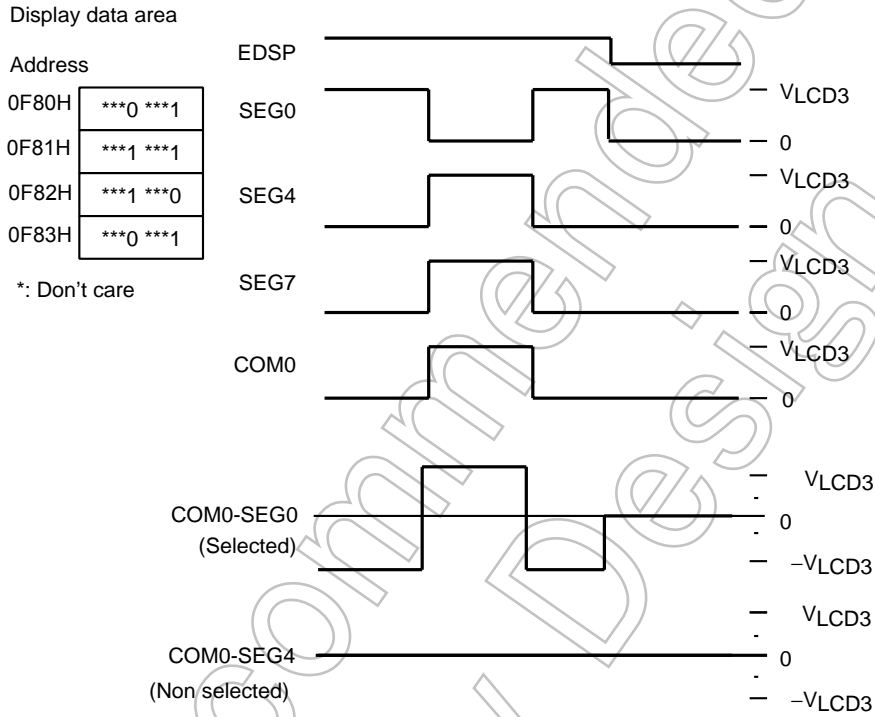 Display data area
Address
0F80H ***0 ***1
0F81H ***1 ***1
0F82H ***1 ***0
0F83H ***0 ***1
*: Don't care
EDSP
SEG0
VLCD3
0
SEG4
VLCD3
0
SEG7
VLCD3
0
COM0
VLCD3
0
COM0-SEG0
(Selected)
VLCD3
0
−VLCD3
COM0-SEG4
(Non selected)
VLCD3
0
−VLCD3